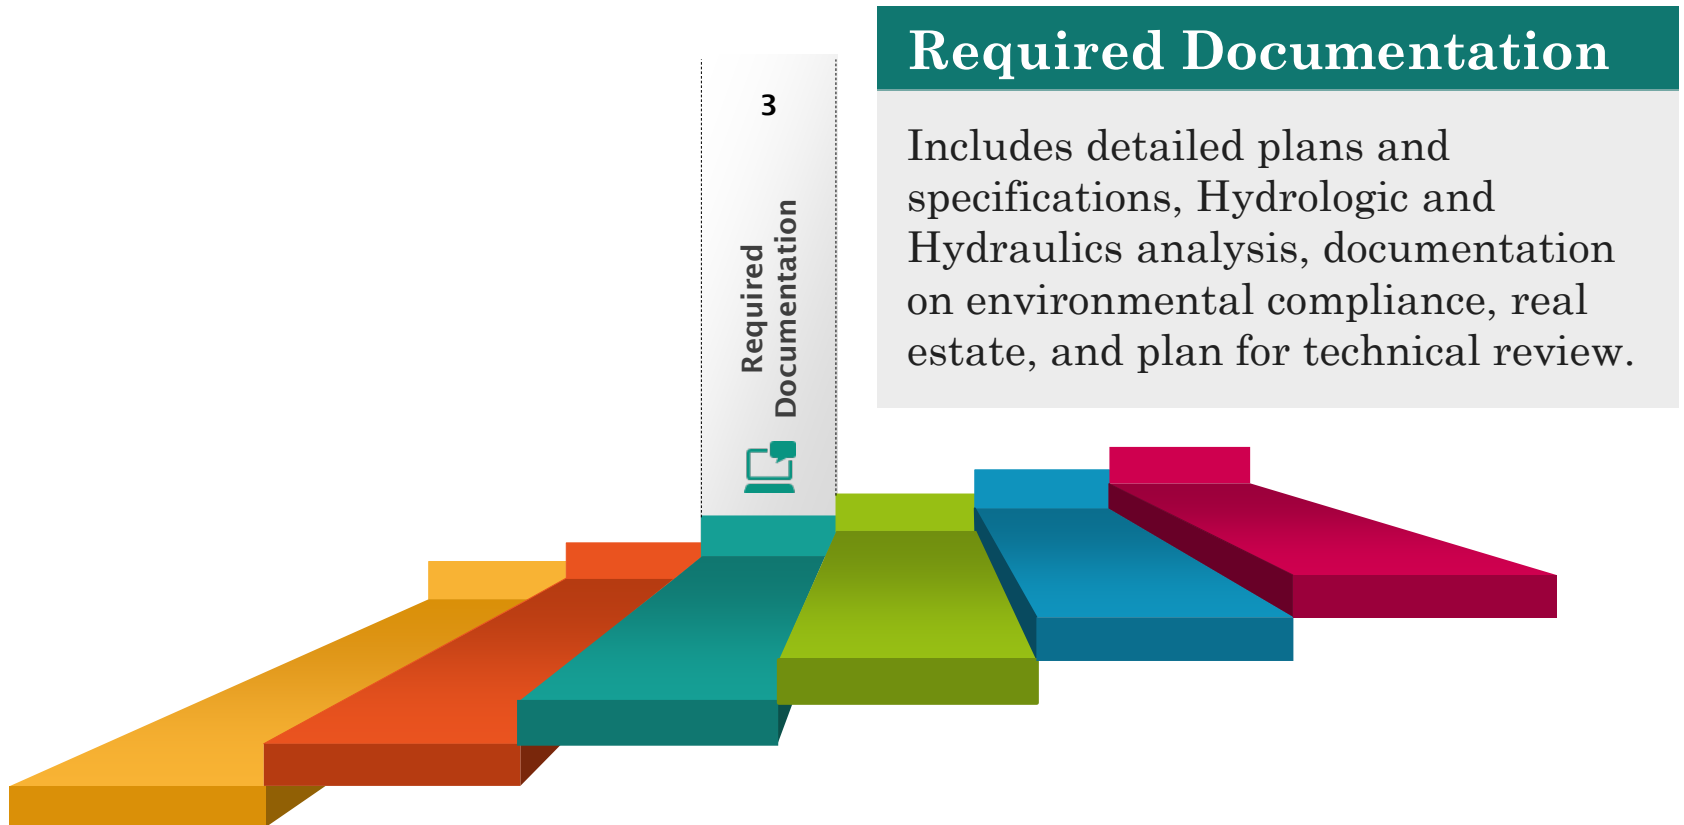 3
Required
Documentation
Required Documentation
Includes detailed plans and
specifications, Hydrologic and
Hydraulics analysis, documentation
on environmental compliance, real
estate, and plan for technical review.